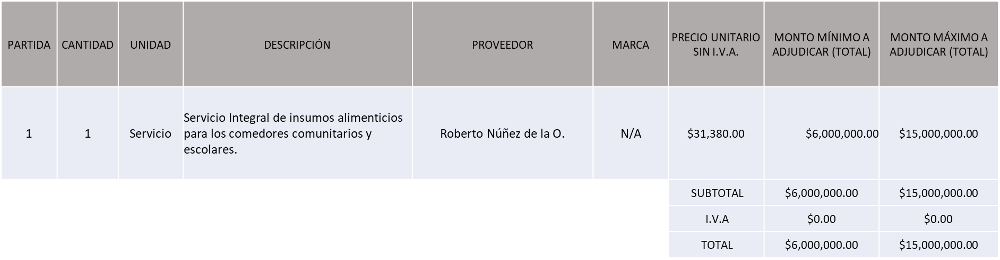 PARTIDA
CANTIDAD
UNIDAD
DESCRIPCIÓN
PROVEEDOR
MARCA
PRECIO UNITARIO
SIN I.V.A.
MONTO MÍNIMO A
ADJUDICAR (TOTAL)
MONTO MÁXIMO A
ADJUDICAR (TOTAL)
1
1
Servicio
Servicio Integral de insumos alimenticios
para los comedores comunitarios y
escolares.
Roberto Núñez de la O.
N/A
$31,380.00
$6,000,000.00
$15,000,000.00
SUBTOTAL
$6,000,000.00
$15,000,000.00
I.V.A
$0.00
$0.00
TOTAL
$6,000,000.00
$15,000,000.00